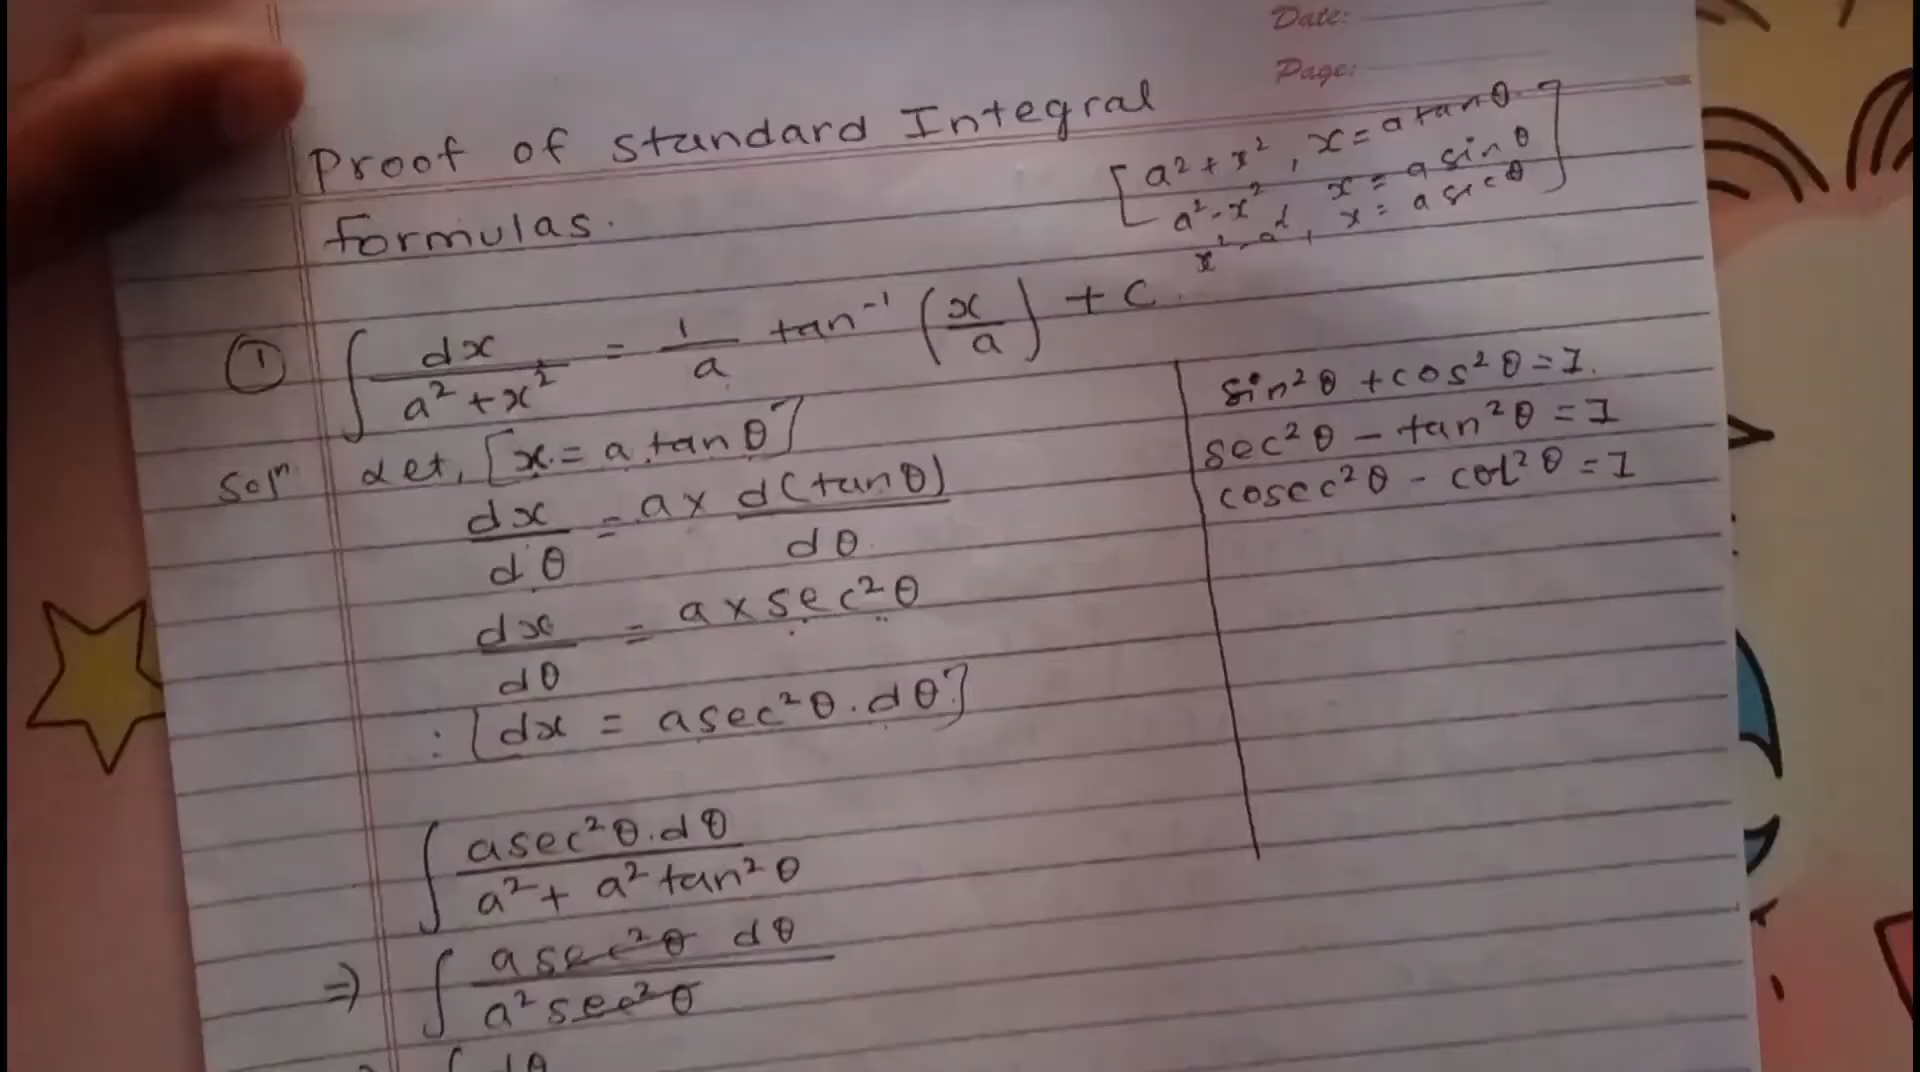 Date:
Page:
Proof of standard Integral
formulas.
[a²+x², x = a tanθ
a²-x², x = a sinθ
x²-a², x = a secθ]
① ∫ dx/(a²+x²) = 1/a tan⁻¹ (x/a) + c.
Solⁿ Let, [x = a tanθ]
dx/dθ = a x d(tanθ)/dθ
dx/dθ = a x sec²θ
: [dx = a sec²θ.dθ]
∫ a sec²θ.dθ/(a² + a² tan²θ)
⇒ ∫ a sec²θ dθ/(a² sec²θ)
∫ dθ
sin²θ + cos²θ = 1.
sec²θ - tan²θ = 1
cosec²θ - cot²θ = 1